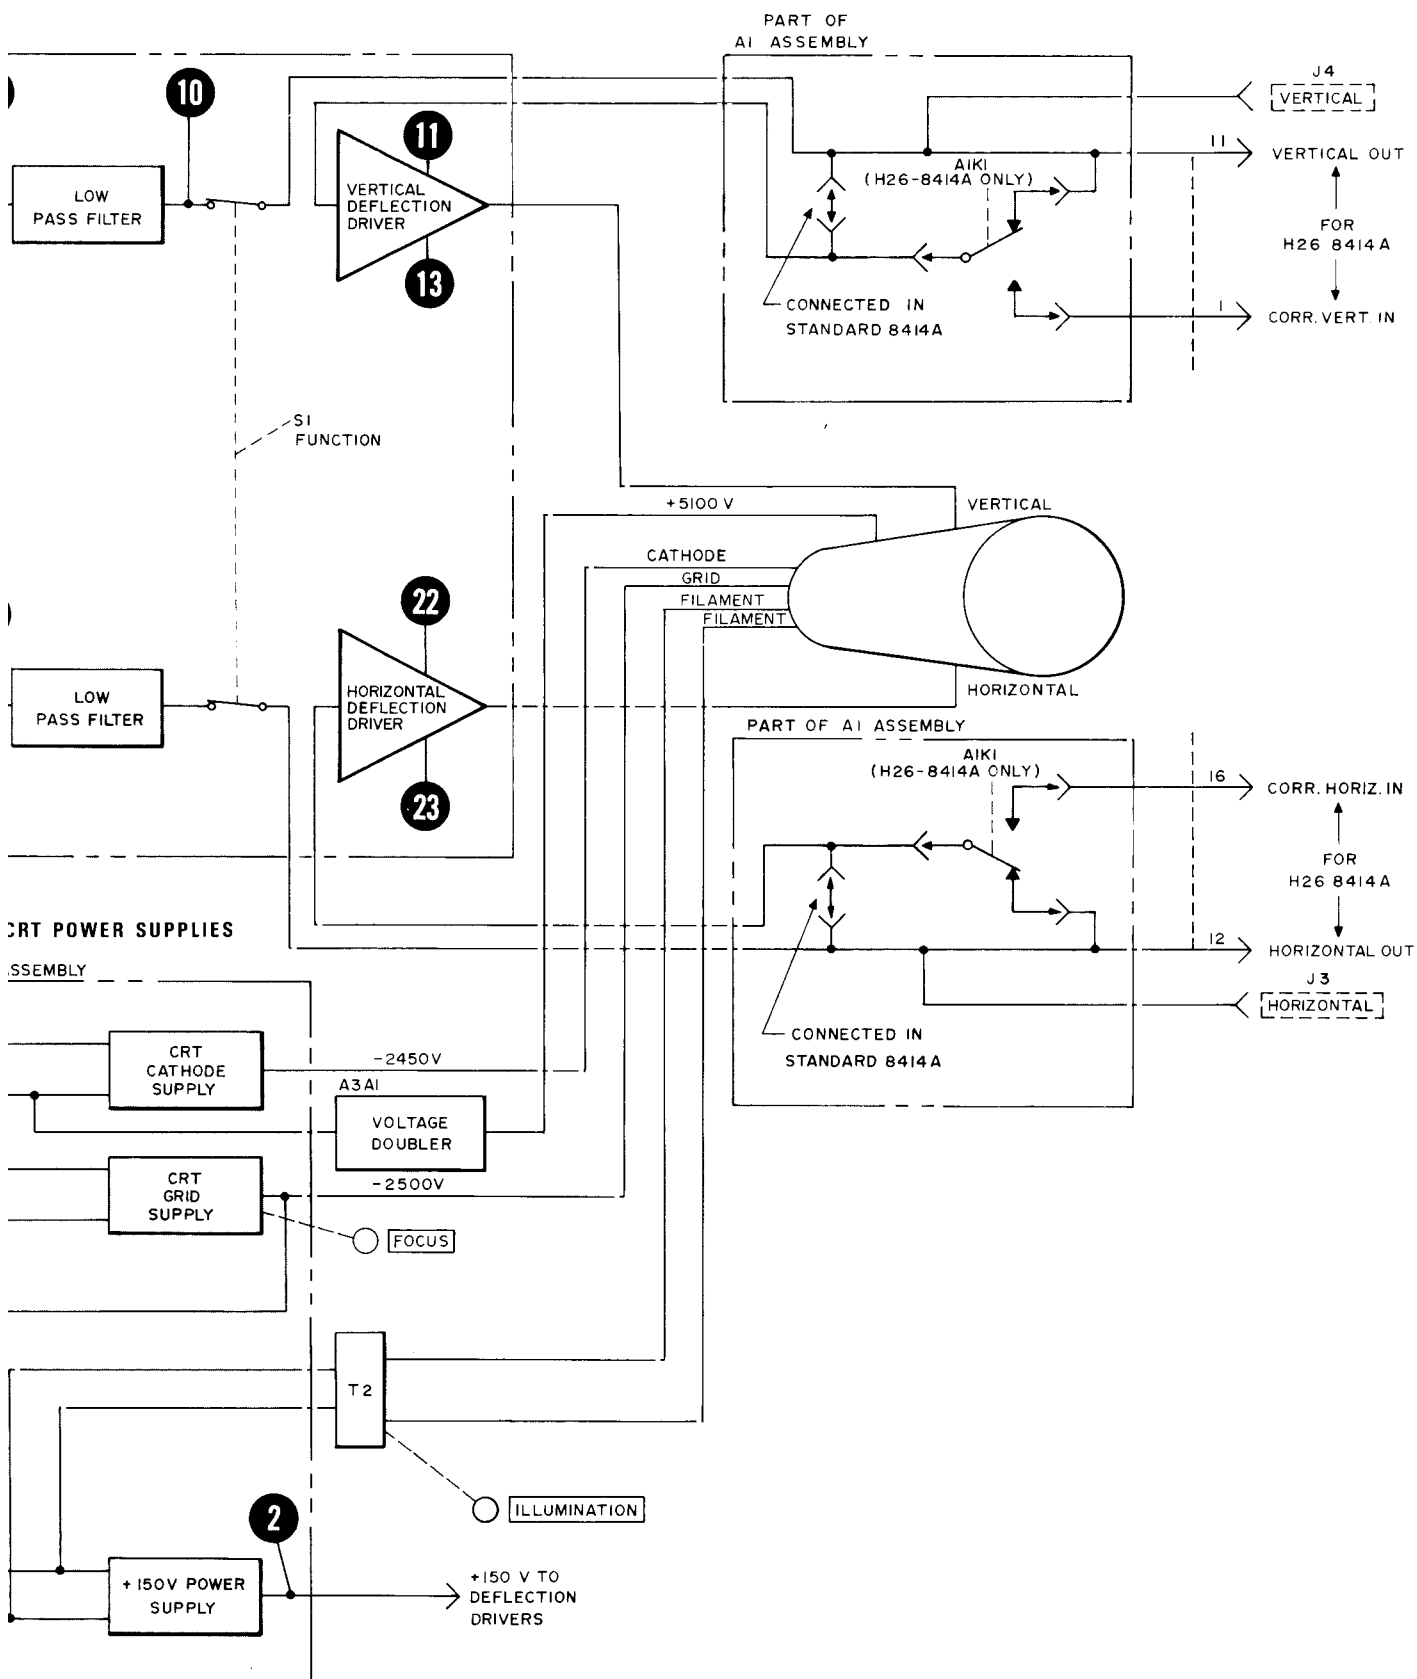 PART OF
A1 ASSEMBLY
J4
VERTICAL
10
11
11
VERTICAL OUT
A1K1
(H26-8414A ONLY)
LOW
PASS FILTER
VERTICAL
DEFLECTION
DRIVER
FOR
H26 8414A
13
CONNECTED IN
STANDARD 8414A
1
CORR. VERT. IN
S1
FUNCTION
+5100 V
VERTICAL
CATHODE
GRID
FILAMENT
FILAMENT
22
HORIZONTAL
LOW
PASS FILTER
HORIZONTAL
DEFLECTION
DRIVER
PART OF A1 ASSEMBLY
A1K1
(H26-8414A ONLY)
16
CORR. HORIZ. IN
23
FOR
H26 8414A
CRT POWER SUPPLIES
12
HORIZONTAL OUT
ASSEMBLY
J3
HORIZONTAL
CONNECTED IN
STANDARD 8414A
CRT
CATHODE
SUPPLY
-2450V
A3A1
VOLTAGE
DOUBLER
CRT
GRID
SUPPLY
-2500V
FOCUS
T2
ILLUMINATION
2
+150V POWER
SUPPLY
+150 V TO
DEFLECTION
DRIVERS